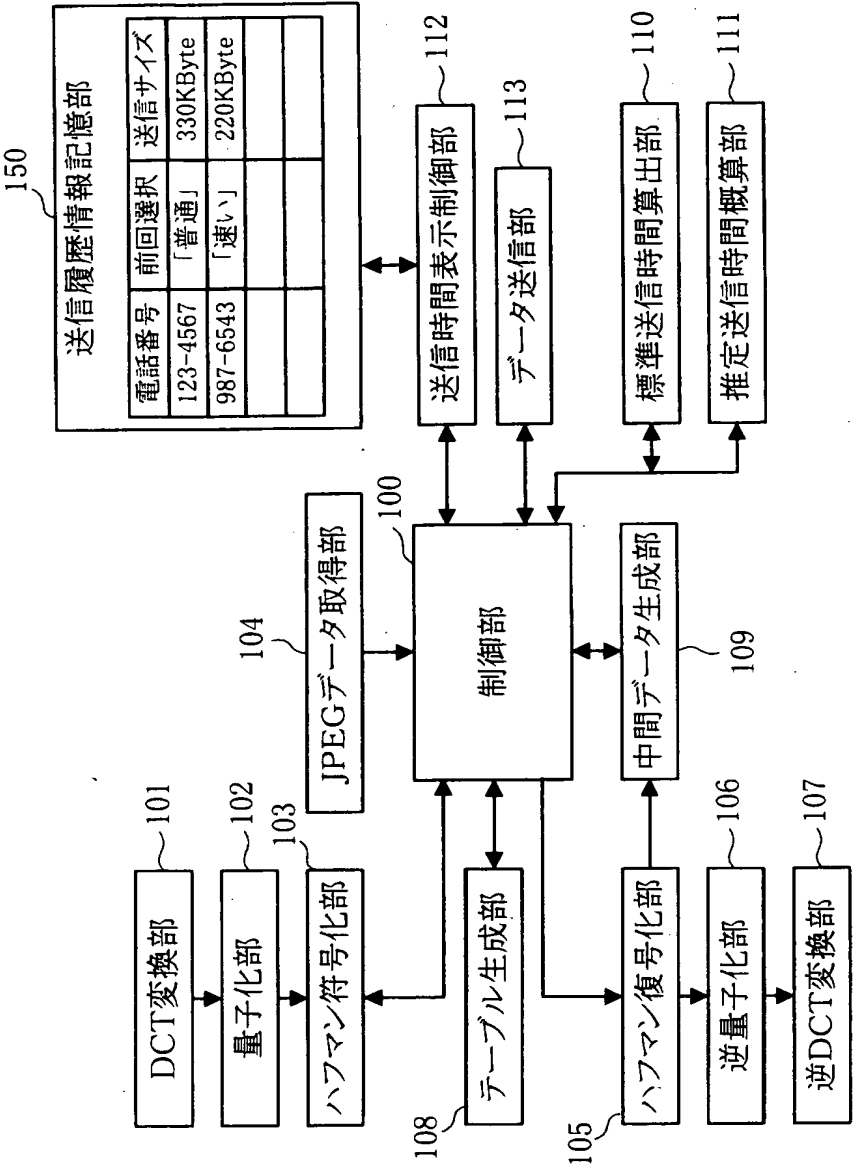 150
送信履歴情報記憶部
電話番号 前回選択 送信サイズ
123-4567 「普通」 330KByte
987-6543 「速い」 220KByte
101
DCT変換部
102
量子化部
103
ハフマン符号化部
104
JPEGデータ取得部
100
制御部
112
送信時間表示制御部
113
データ送信部
110
標準送信時間算出部
111
推定送信時間概算部
108
テーブル生成部
105
ハフマン復号化部
109
中間データ生成部
106
逆量子化部
107
逆DCT変換部